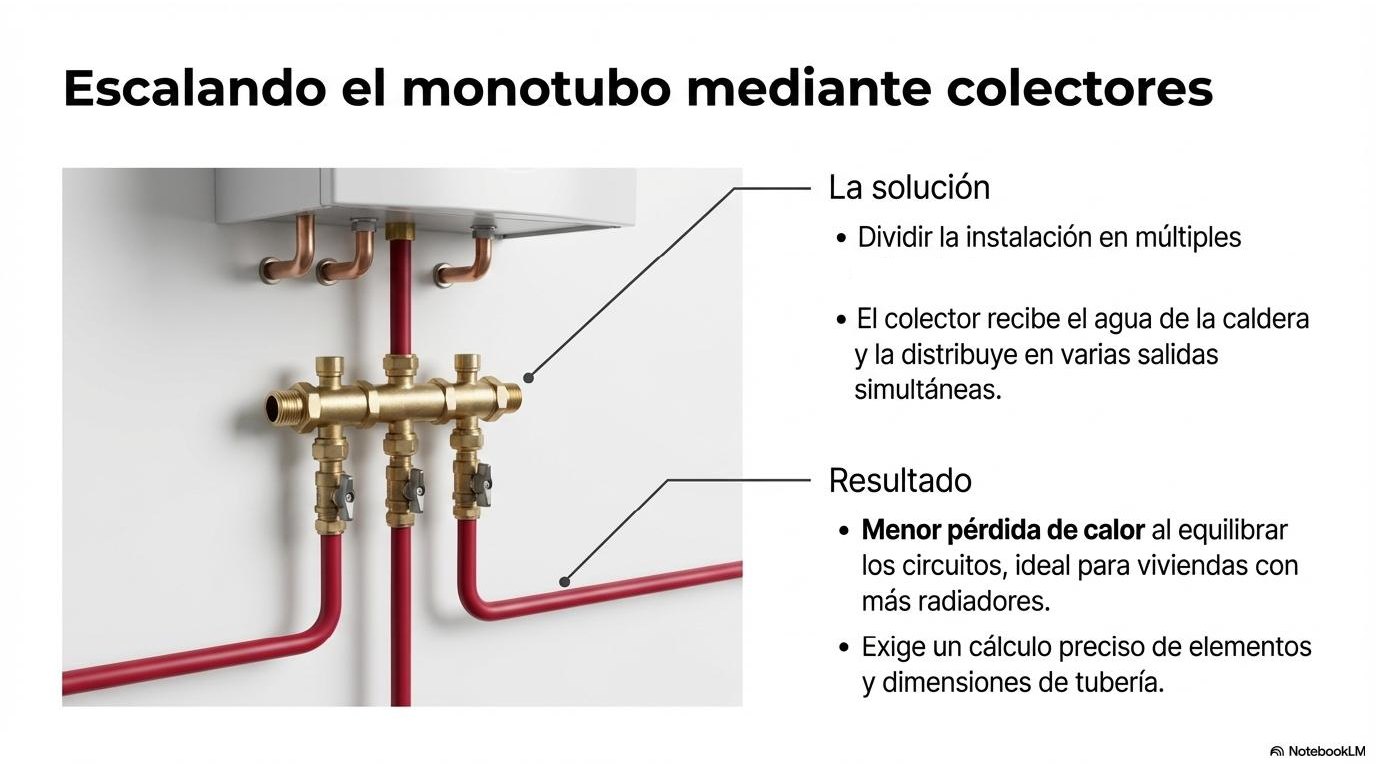 Escalando el monotubo mediante colectores
La solución
• Dividir la instalación en múltiples
• El colector recibe el agua de la caldera
y la distribuye en varias salidas
simultáneas.
Resultado
• Menor pérdida de calor al equilibrar
los circuitos, ideal para viviendas con
más radiadores.
• Exige un cálculo preciso de elementos
y dimensiones de tubería.
NotebookLM